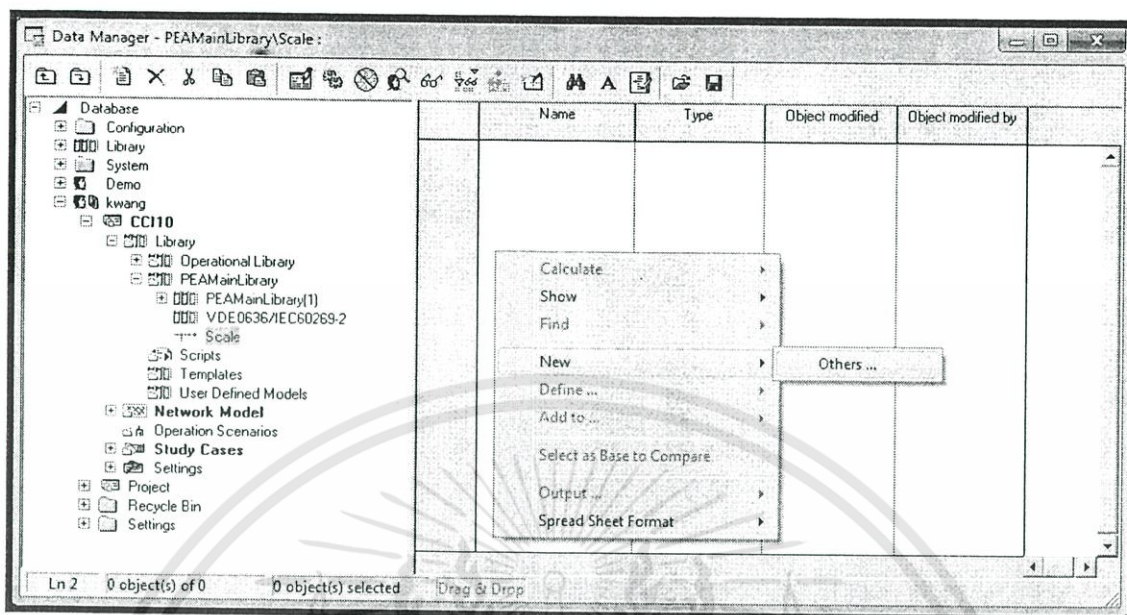 Data Manager - PEAMainLibrary\Scale :
Database
Configuration
Library
System
Demo
kwang
CCI10
Library
Operational Library
PEAMainLibrary
PEAMainLibrary(1)
VDE0636/IEC60269-2
Scale
Scripts
Templates
User Defined Models
Network Model
Operation Scenarios
Study Cases
Settings
Project
Recycle Bin
Settings
Name Type Object modified Object modified by
Calculate
Show
Find
New Others ...
Define ...
Add to ...
Select as Base to Compare
Output ...
Spread Sheet Format
Ln 2 0 object(s) of 0 0 object(s) selected Drag & Drop